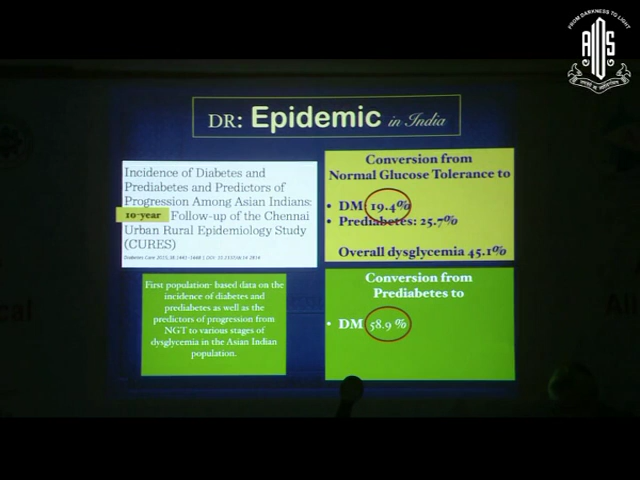 FROM DARKNESS TO LIGHT
AIOS
DR: Epidemic in India
Incidence of Diabetes and
Prediabetes and Predictors of
Progression Among Asian Indians:
10-year Follow-up of the Chennai
Urban Rural Epidemiology Study
(CURES)
First population-based data on the
incidence of diabetes and
prediabetes as well as the
predictors of progression from
NGT to various stages of
dysglycemia in the Asian Indian
population.
Conversion from
Normal Glucose Tolerance to
• DM: 19.4%
• Prediabetes: 25.7%
Overall dysglycemia 45.1%
Conversion from
Prediabetes to
• DM 58.9 %